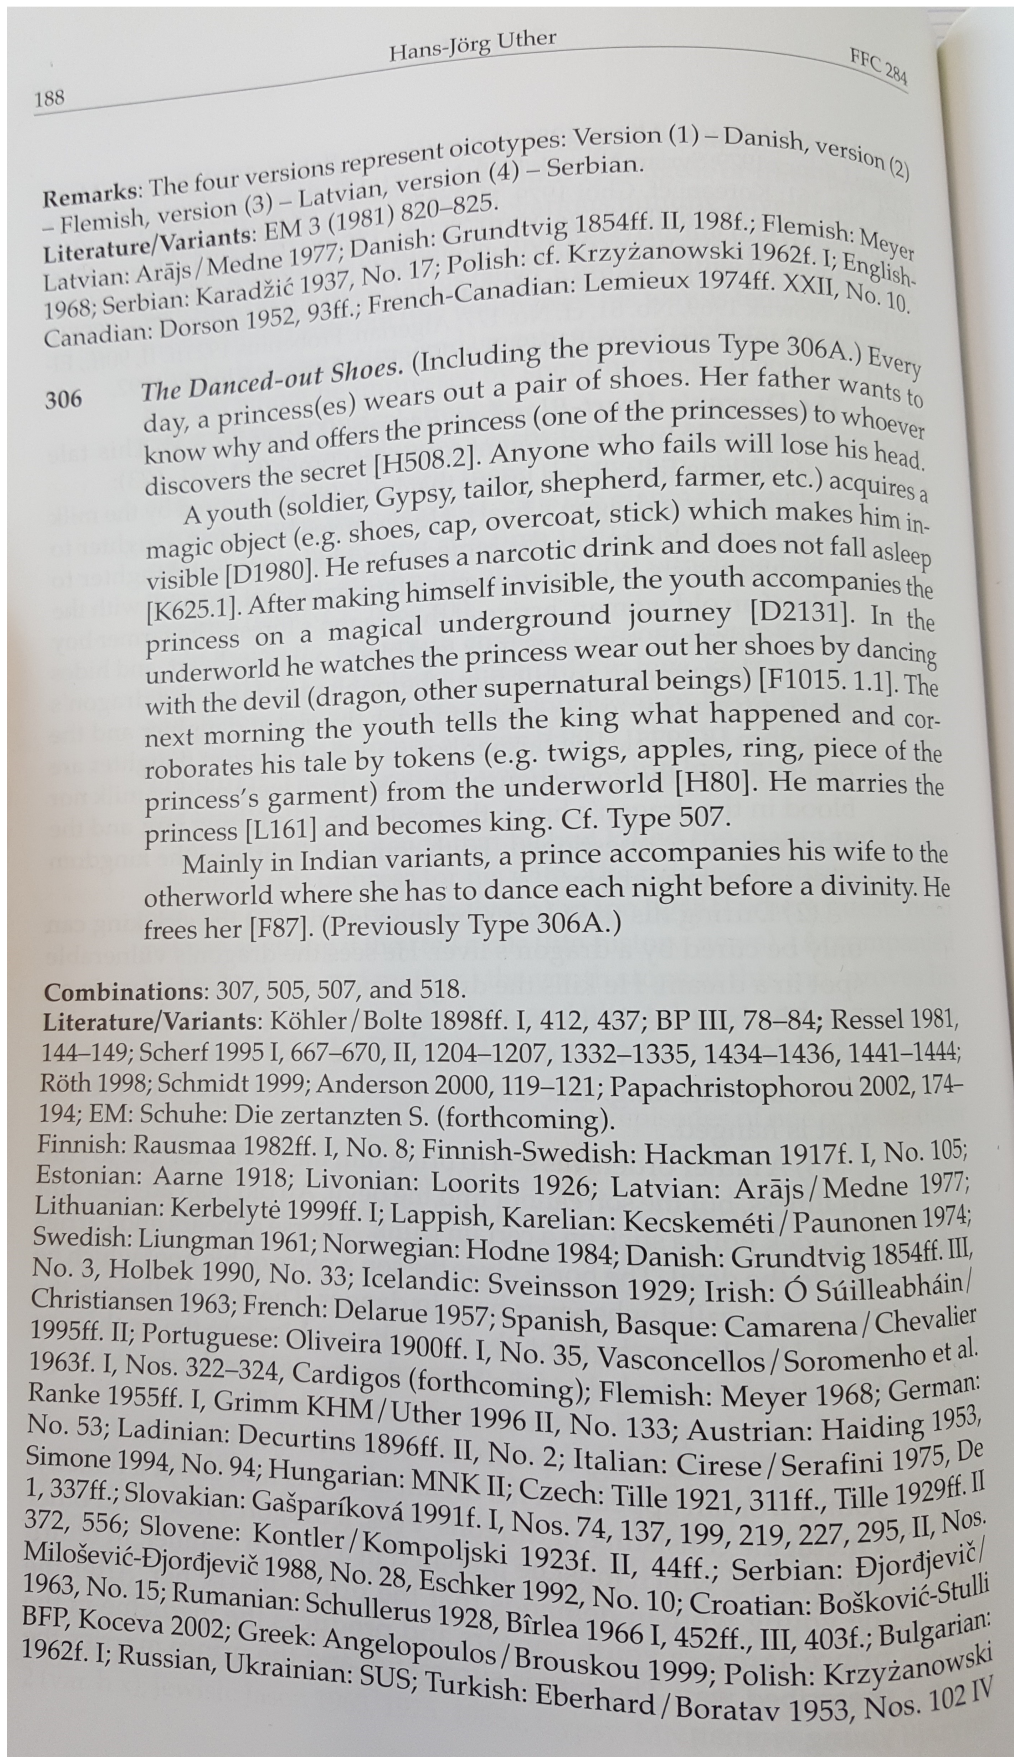 Hans-Jörg Uther
FFC 284
188
Remarks: The four versions represent oicotypes: Version (1) – Danish, version (2)
– Flemish, version (3) – Latvian, version (4) – Serbian.
Literature/Variants: EM 3 (1981) 820–825.
Latvian: Arājs/Medne 1977; Danish: Grundtvig 1854ff. II, 198f.; Flemish: Meyer
1968; Serbian: Karadžić 1937, No. 17; Polish: cf. Krzyżanowski 1962f. I; English-
Canadian: Dorson 1952, 93ff.; French-Canadian: Lemieux 1974ff. XXII, No. 10.
306 The Danced-out Shoes. (Including the previous Type 306A.) Every
day, a princess(es) wears out a pair of shoes. Her father wants to
know why and offers the princess (one of the princesses) to whoever
discovers the secret [H508.2]. Anyone who fails will lose his head.
A youth (soldier, Gypsy, tailor, shepherd, farmer, etc.) acquires a
magic object (e.g. shoes, cap, overcoat, stick) which makes him in-
visible [D1980]. He refuses a narcotic drink and does not fall asleep
[K625.1]. After making himself invisible, the youth accompanies the
princess on a magical underground journey [D2131]. In the
underworld he watches the princess wear out her shoes by dancing
with the devil (dragon, other supernatural beings) [F1015. 1.1]. The
next morning the youth tells the king what happened and cor-
roborates his tale by tokens (e.g. twigs, apples, ring, piece of the
princess's garment) from the underworld [H80]. He marries the
princess [L161] and becomes king. Cf. Type 507.
Mainly in Indian variants, a prince accompanies his wife to the
otherworld where she has to dance each night before a divinity. He
frees her [F87]. (Previously Type 306A.)
Combinations: 307, 505, 507, and 518.
Literature/Variants: Köhler/Bolte 1898ff. I, 412, 437; BP III, 78–84; Ressel 1981,
144–149; Scherf 1995 I, 667–670, II, 1204–1207, 1332–1335, 1434–1436, 1441–1444;
Röth 1998; Schmidt 1999; Anderson 2000, 119–121; Papachristophorou 2002, 174–
194; EM: Schuhe: Die zertanzten S. (forthcoming).
Finnish: Rausmaa 1982ff. I, No. 8; Finnish-Swedish: Hackman 1917f. I, No. 105;
Estonian: Aarne 1918; Livonian: Loorits 1926; Latvian: Arājs/Medne 1977;
Lithuanian: Kerbelytė 1999ff. I; Lappish, Karelian: Kecskeméti/Paunonen 1974;
Swedish: Liungman 1961; Norwegian: Hodne 1984; Danish: Grundtvig 1854ff. III,
No. 3, Holbek 1990, No. 33; Icelandic: Sveinsson 1929; Irish: Ó Súilleabháin/
Christiansen 1963; French: Delarue 1957; Spanish, Basque: Camarena/Chevalier
1995ff. II; Portuguese: Oliveira 1900ff. I, No. 35, Vasconcellos/Soromenho et al.
1963f. I, Nos. 322–324, Cardigos (forthcoming); Flemish: Meyer 1968; German:
Ranke 1955ff. I, Grimm KHM/Uther 1996 II, No. 133; Austrian: Haiding 1953,
No. 53; Ladinian: Decurtins 1896ff. II, No. 2; Italian: Cirese/Serafini 1975, De
Simone 1994, No. 94; Hungarian: MNK II; Czech: Tille 1921, 311ff., Tille 1929ff. II
1, 337ff.; Slovakian: Gašparíková 1991f. I, Nos. 74, 137, 199, 219, 227, 295, II, Nos.
372, 556; Slovene: Kontler/Kompoljski 1923f. II, 44ff.; Serbian: Đjorđjevič/
Milošević-Đjorđjevič 1988, No. 28, Eschker 1992, No. 10; Croatian: Bošković-Stulli
1963, No. 15; Rumanian: Schullerus 1928, Bîrlea 1966 I, 452ff., III, 403f.; Bulgarian:
BFP, Koceva 2002; Greek: Angelopoulos/Brouskou 1999; Polish: Krzyżanowski
1962f. I; Russian, Ukrainian: SUS; Turkish: Eberhard/Boratav 1953, Nos. 102 IV